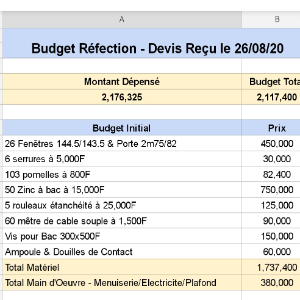 A B
Budget Réfection - Devis Reçu le 26/08/20
Montant Dépensé Budget Tota
2,176,325 2,117,400
Budget Initial Prix
26 Fenêtres 144.5/143.5 & Porte 2m75/82 450,000
6 serrures à 5,000F 30,000
103 pomelles à 800F 82,400
50 Zinc à bac à 15,000F 750,000
5 rouleaux étanchéité à 25,000F 125,000
60 mêtre de cable souple à 1,500F 90,000
Vis pour Bac 300x500F 150,000
Ampoule & Douilles de Contact 60,000
Total Matériel 1,737,400
Total Main d'Oeuvre - Menuiserie/Electricite/Plafond 380,000